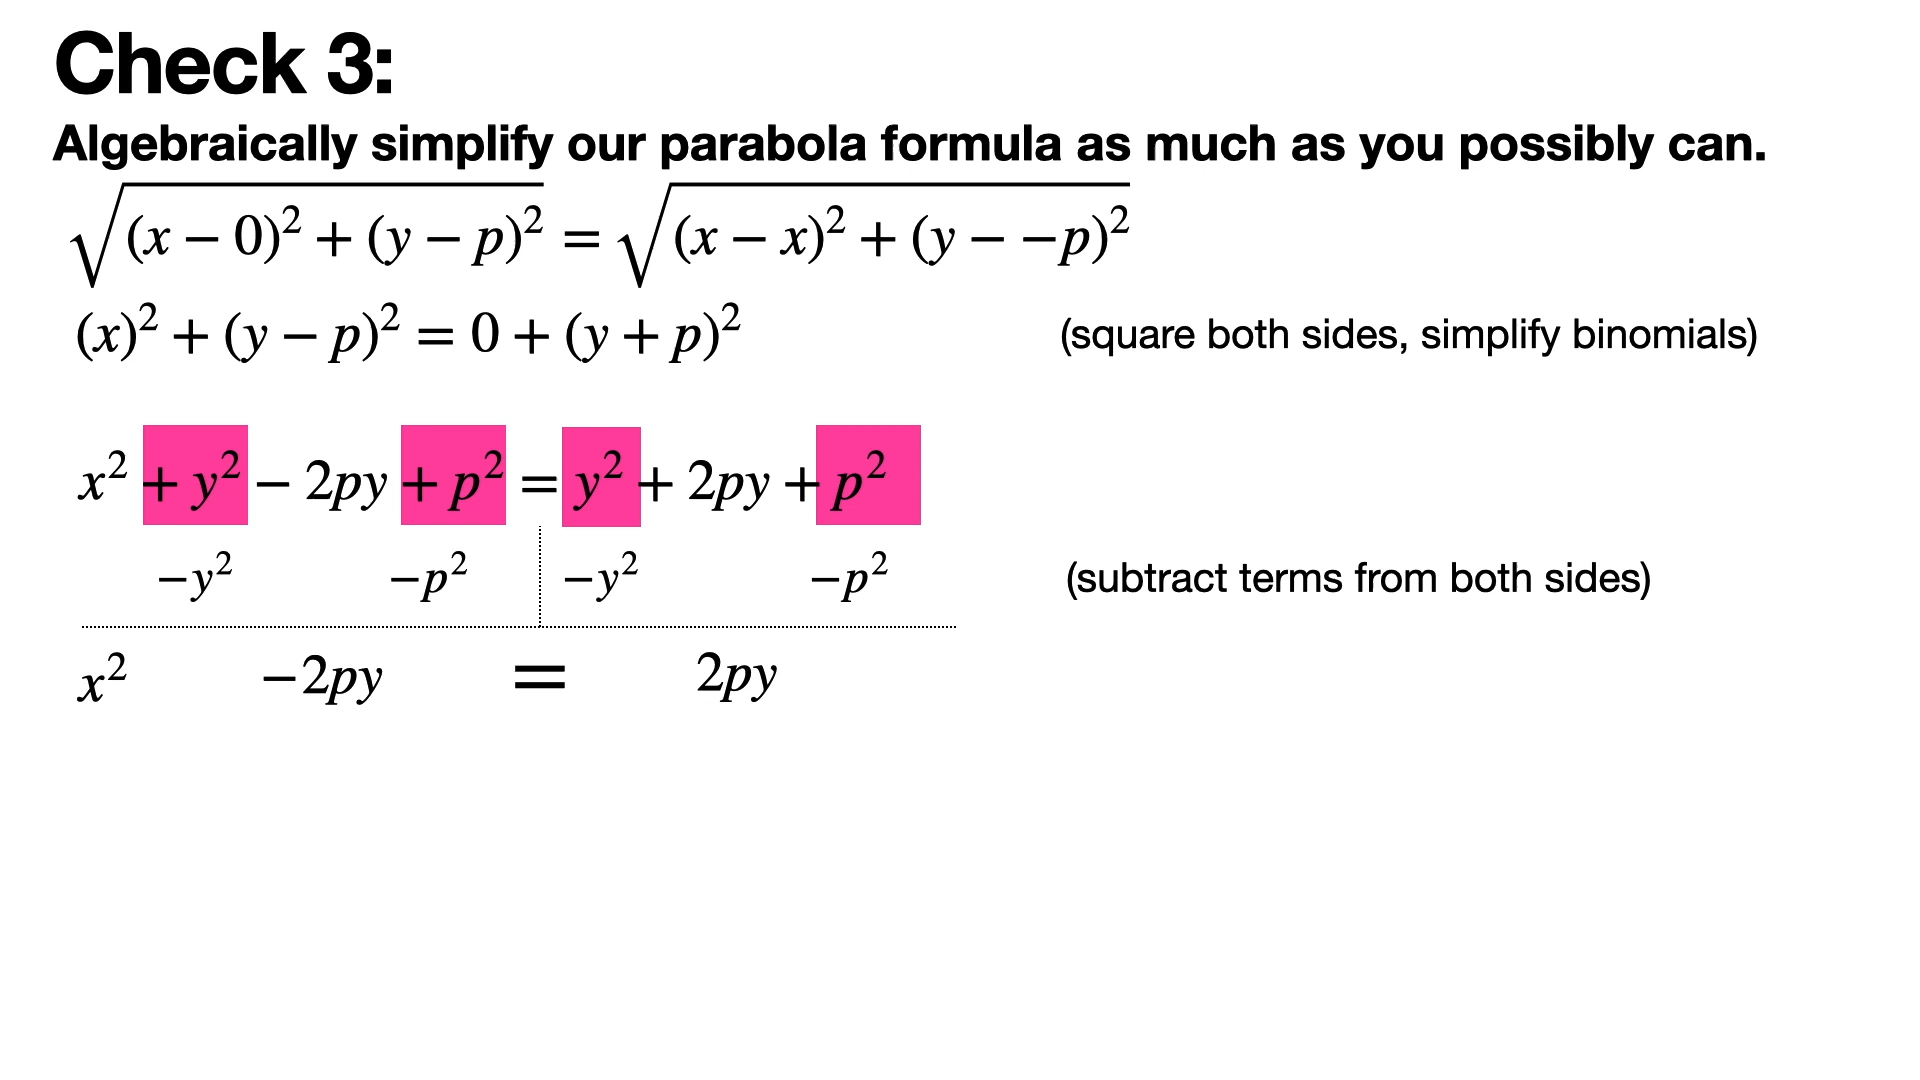 Check 3:
Algebraically simplify our parabola formula as much as you possibly can.
√((x − 0)² + (y − p)²) = √((x − x)² + (y − −p)²)
(x)² + (y − p)² = 0 + (y + p)² (square both sides, simplify binomials)
x² + y² − 2py + p² = y² + 2py + p²
−y² −p² −y² −p² (subtract terms from both sides)
x² −2py = 2py